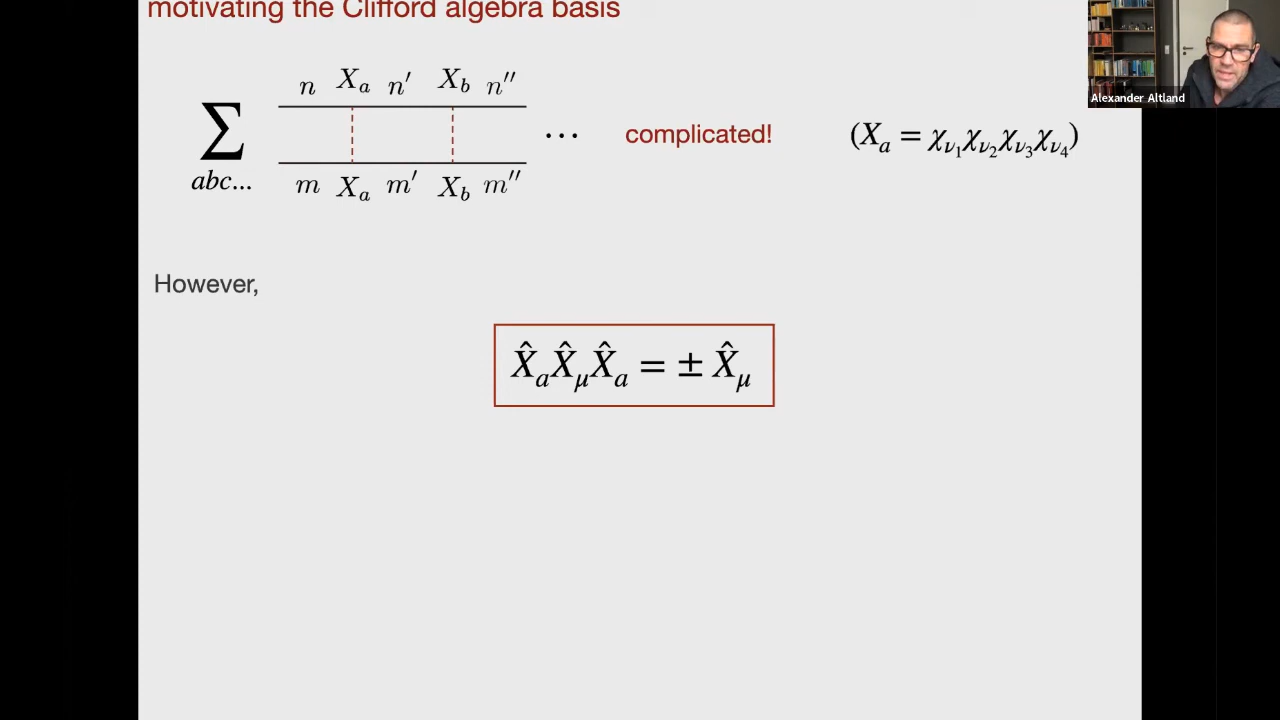 motivating the Clifford algebra basis
n X_a n′ X_b n′′
∑ ⋯ complicated! (X_a = χ_{ν_1}χ_{ν_2}χ_{ν_3}χ_{ν_4})
abc...
m X_a m′ X_b m′′
However,
X̂_a X̂_μ X̂_a = ± X̂_μ
Alexander Altland